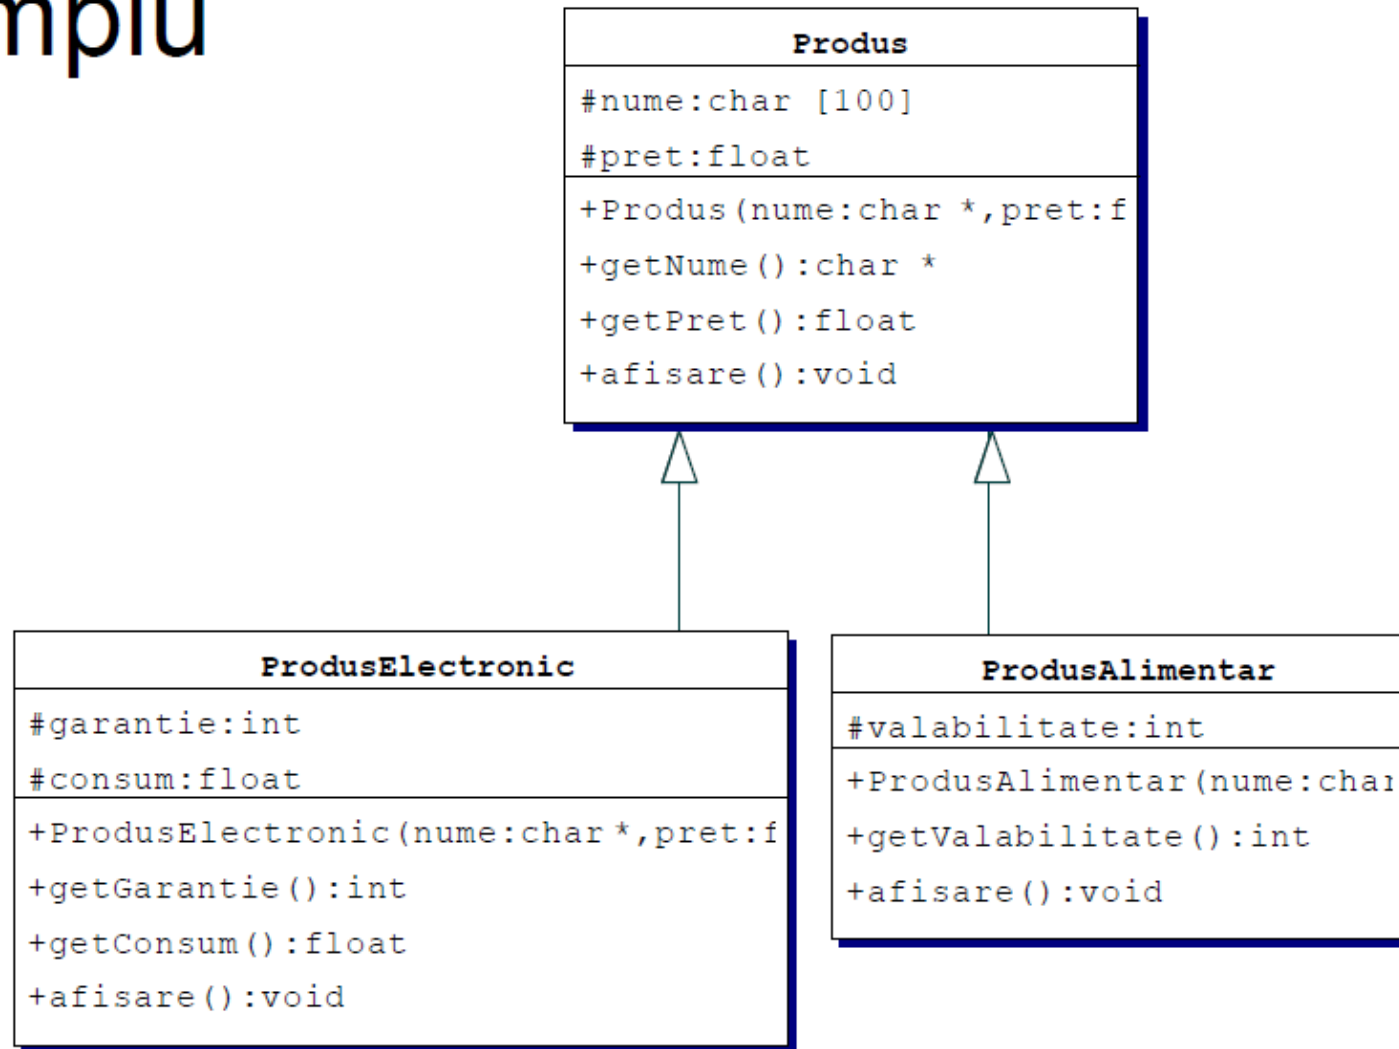 Produs
#nume:char [100]
#pret:float
+Produs(nume:char *,pret:f
+getNume():char *
+getPret():float
+afisare():void
ProdusElectronic
#garantie:int
#consum:float
+ProdusElectronic(nume:char *,pret:f
+getGarantie():int
+getConsum():float
+afisare():void
ProdusAlimentar
#valabilitate:int
+ProdusAlimentar(nume:char
+getValabilitate():int
+afisare():void